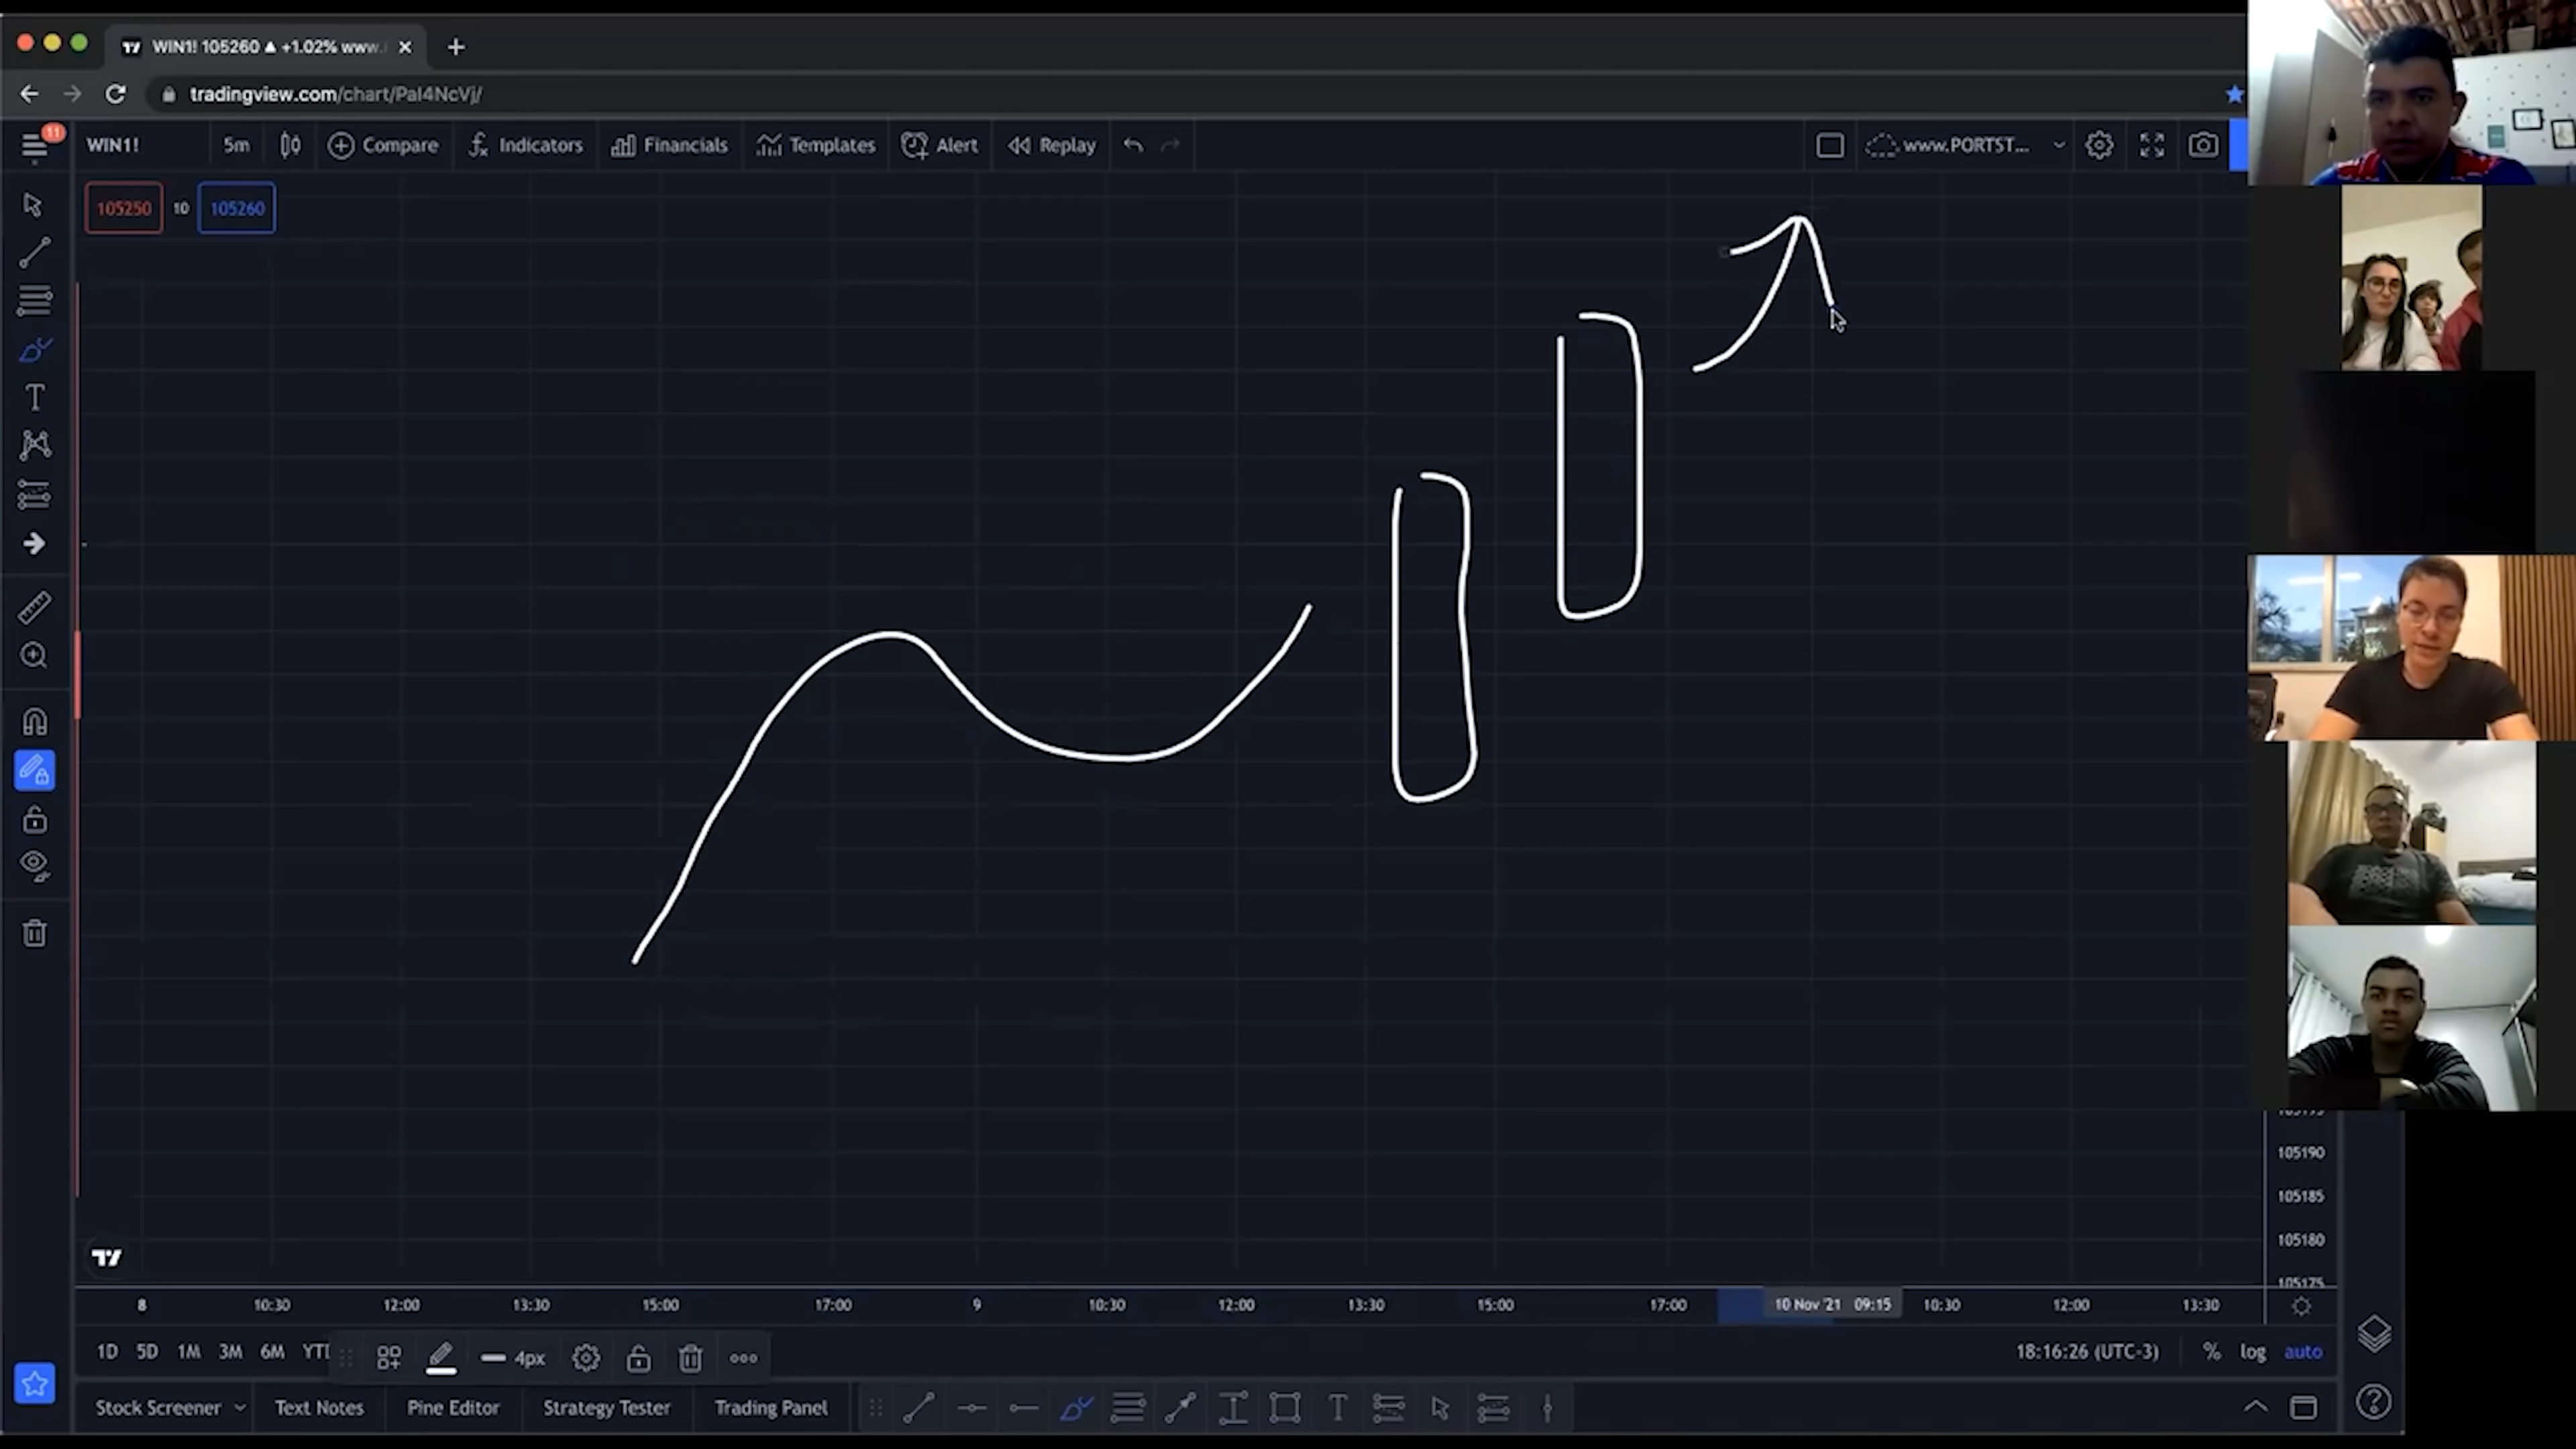 WIN1! 105260 ▲ +1.02% www.
tradingview.com/chart/PaI4NcVj/
11
WIN1! 5m Compare Indicators Financials Templates Alert Replay www.PORTST...
105250 10 105260
105190
105185
105180
105175
8 10:30 12:00 13:30 15:00 17:00 9 10:30 12:00 13:30 15:00 17:00 10 Nov '21 09:15 10:30 12:00 13:30
1D 5D 1M 3M 6M YTD 4px 18:16:26 (UTC-3) % log auto
Stock Screener Text Notes Pine Editor Strategy Tester Trading Panel